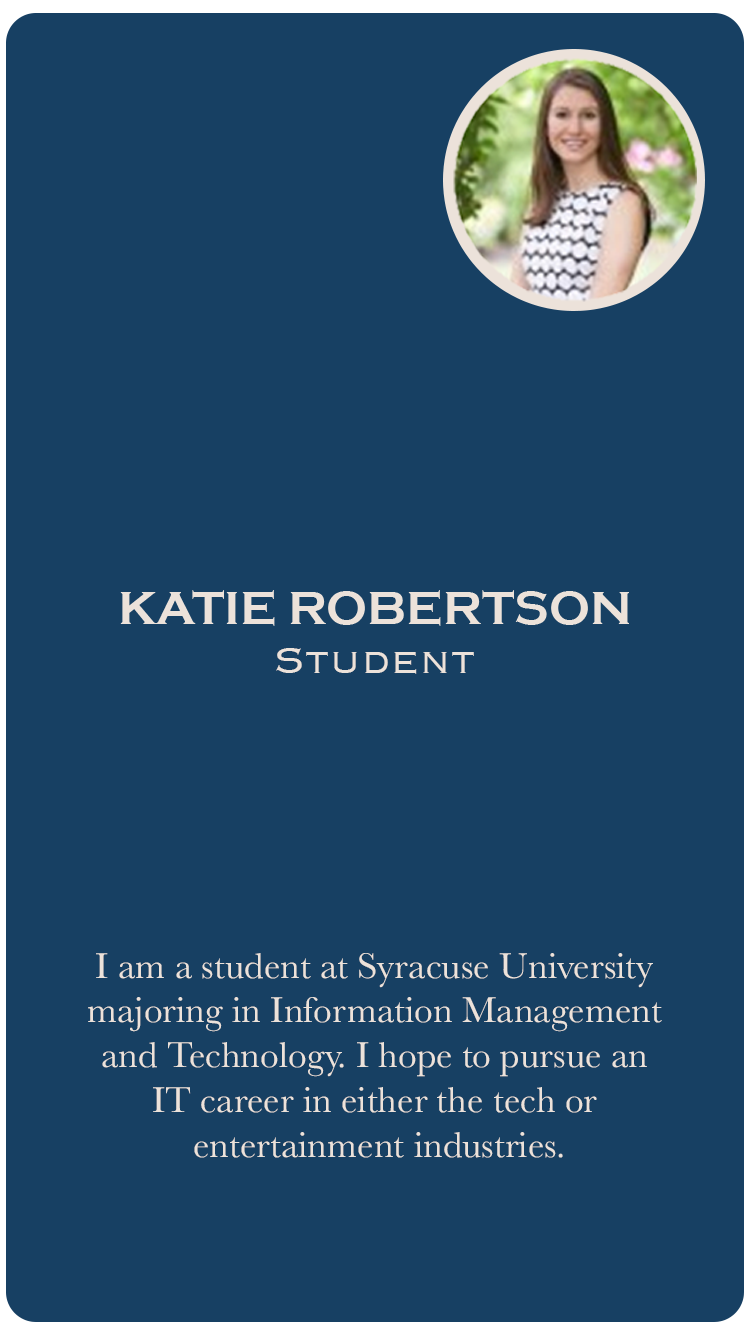 KATIE ROBERTSON
STUDENT
I am a student at Syracuse University
majoring in Information Management
and Technology. I hope to pursue an
IT career in either the tech or
entertainment industries.